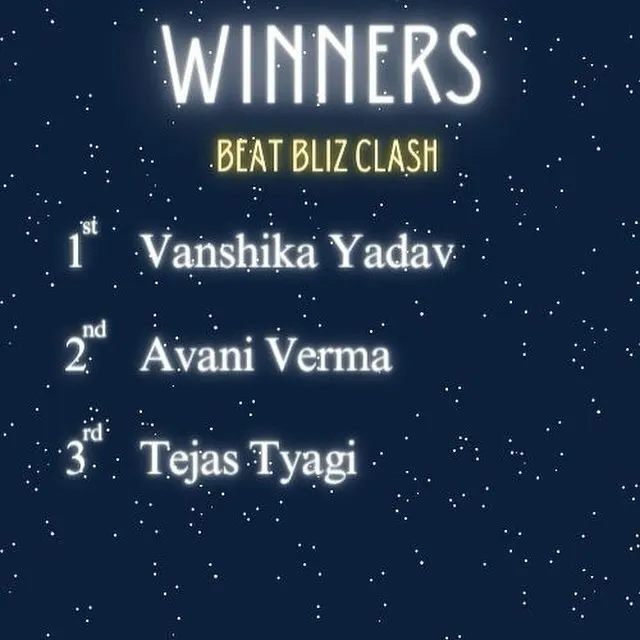 WINNERS
BEAT BLIZ CLASH
1st Vanshika Yadav
2nd Avani Verma
3rd Tejas Tyagi